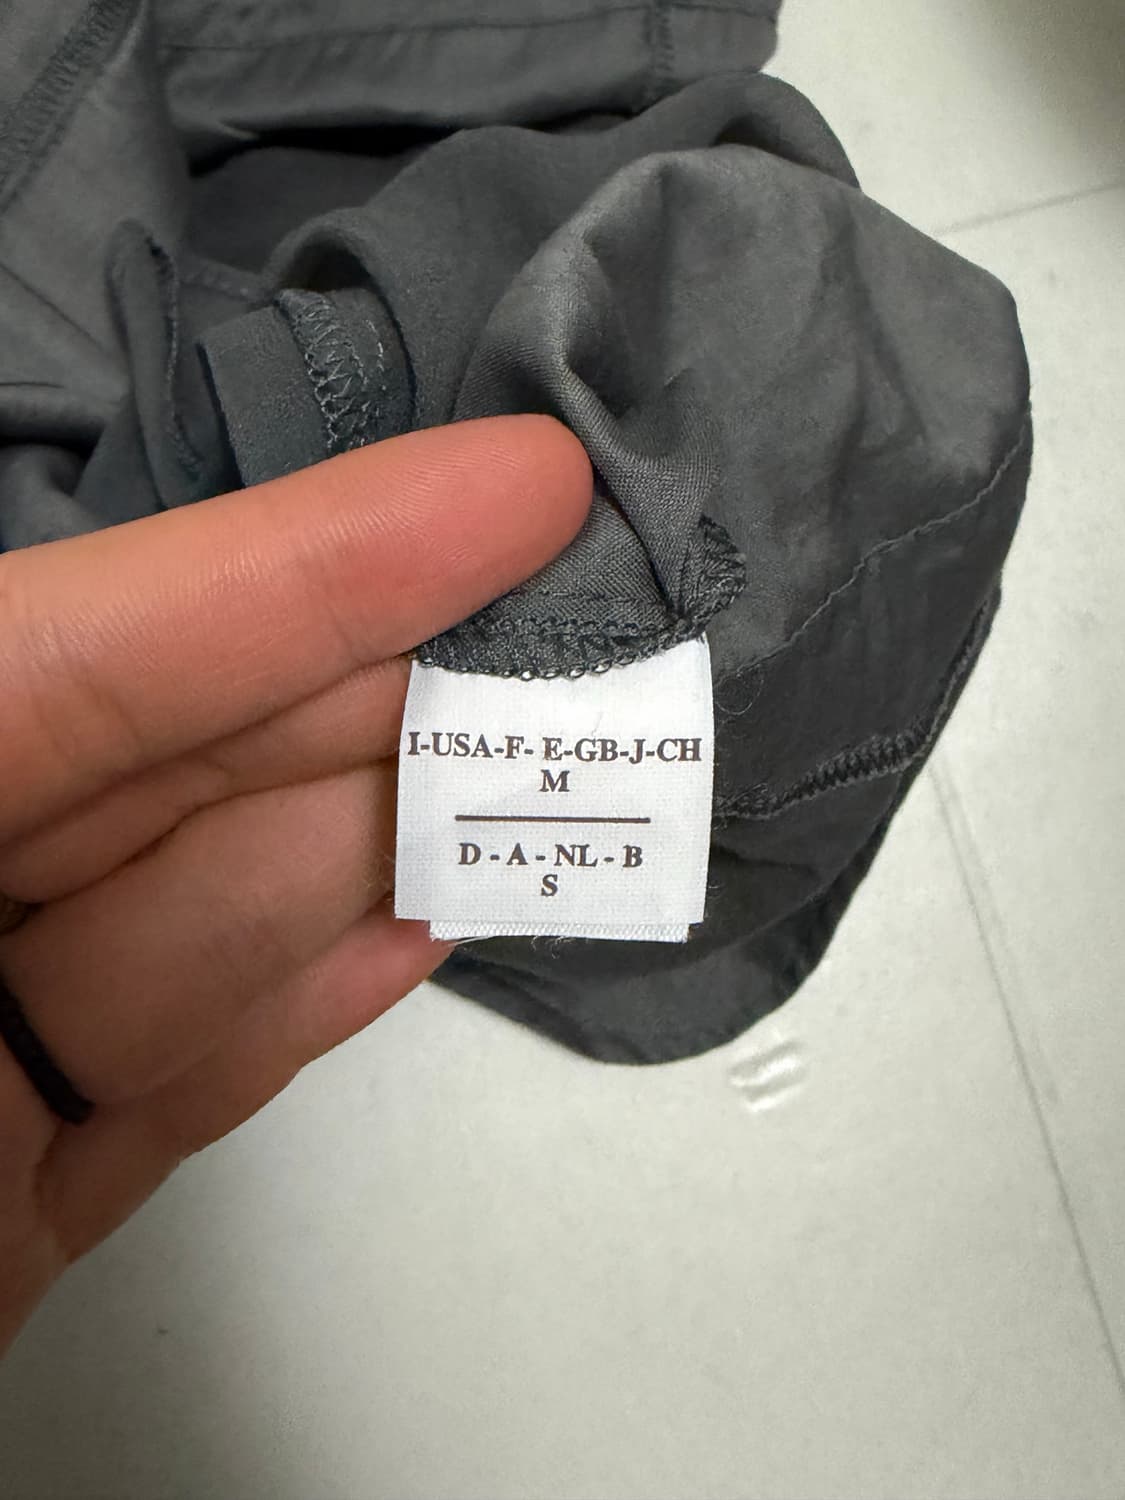 I-USA-F- E-GB-J-CH
M
D - A - NL - B
S